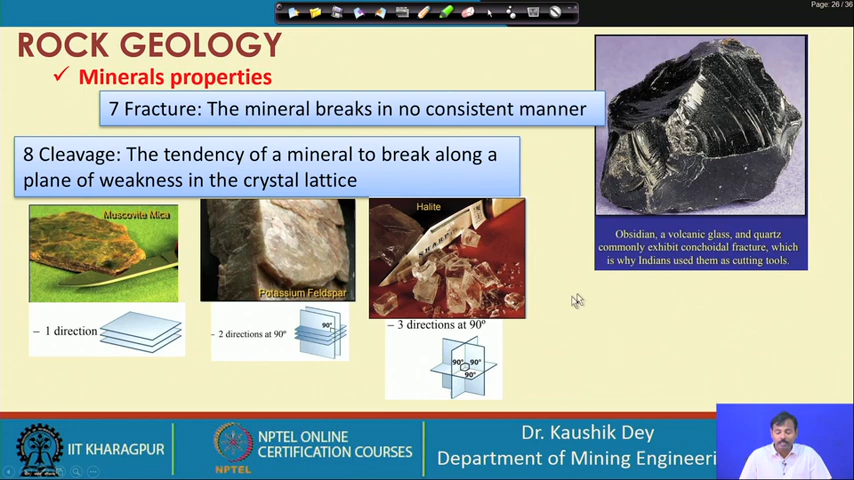 Page: 26 / 36
ROCK GEOLOGY
✓ Minerals properties
7 Fracture: The mineral breaks in no consistent manner
8 Cleavage: The tendency of a mineral to break along a
plane of weakness in the crystal lattice
Muscovite Mica
Potassium Feldspar
Halite
SHARP
Obsidian, a volcanic glass, and quartz
commonly exhibit conchoidal fracture, which
is why Indians used them as cutting tools.
– 1 direction
– 2 directions at 90º
90°
– 3 directions at 90º
90° 90°
90°
IIT KHARAGPUR
NPTEL
NPTEL ONLINE
CERTIFICATION COURSES
Dr. Kaushik Dey
Department of Mining Engineeri